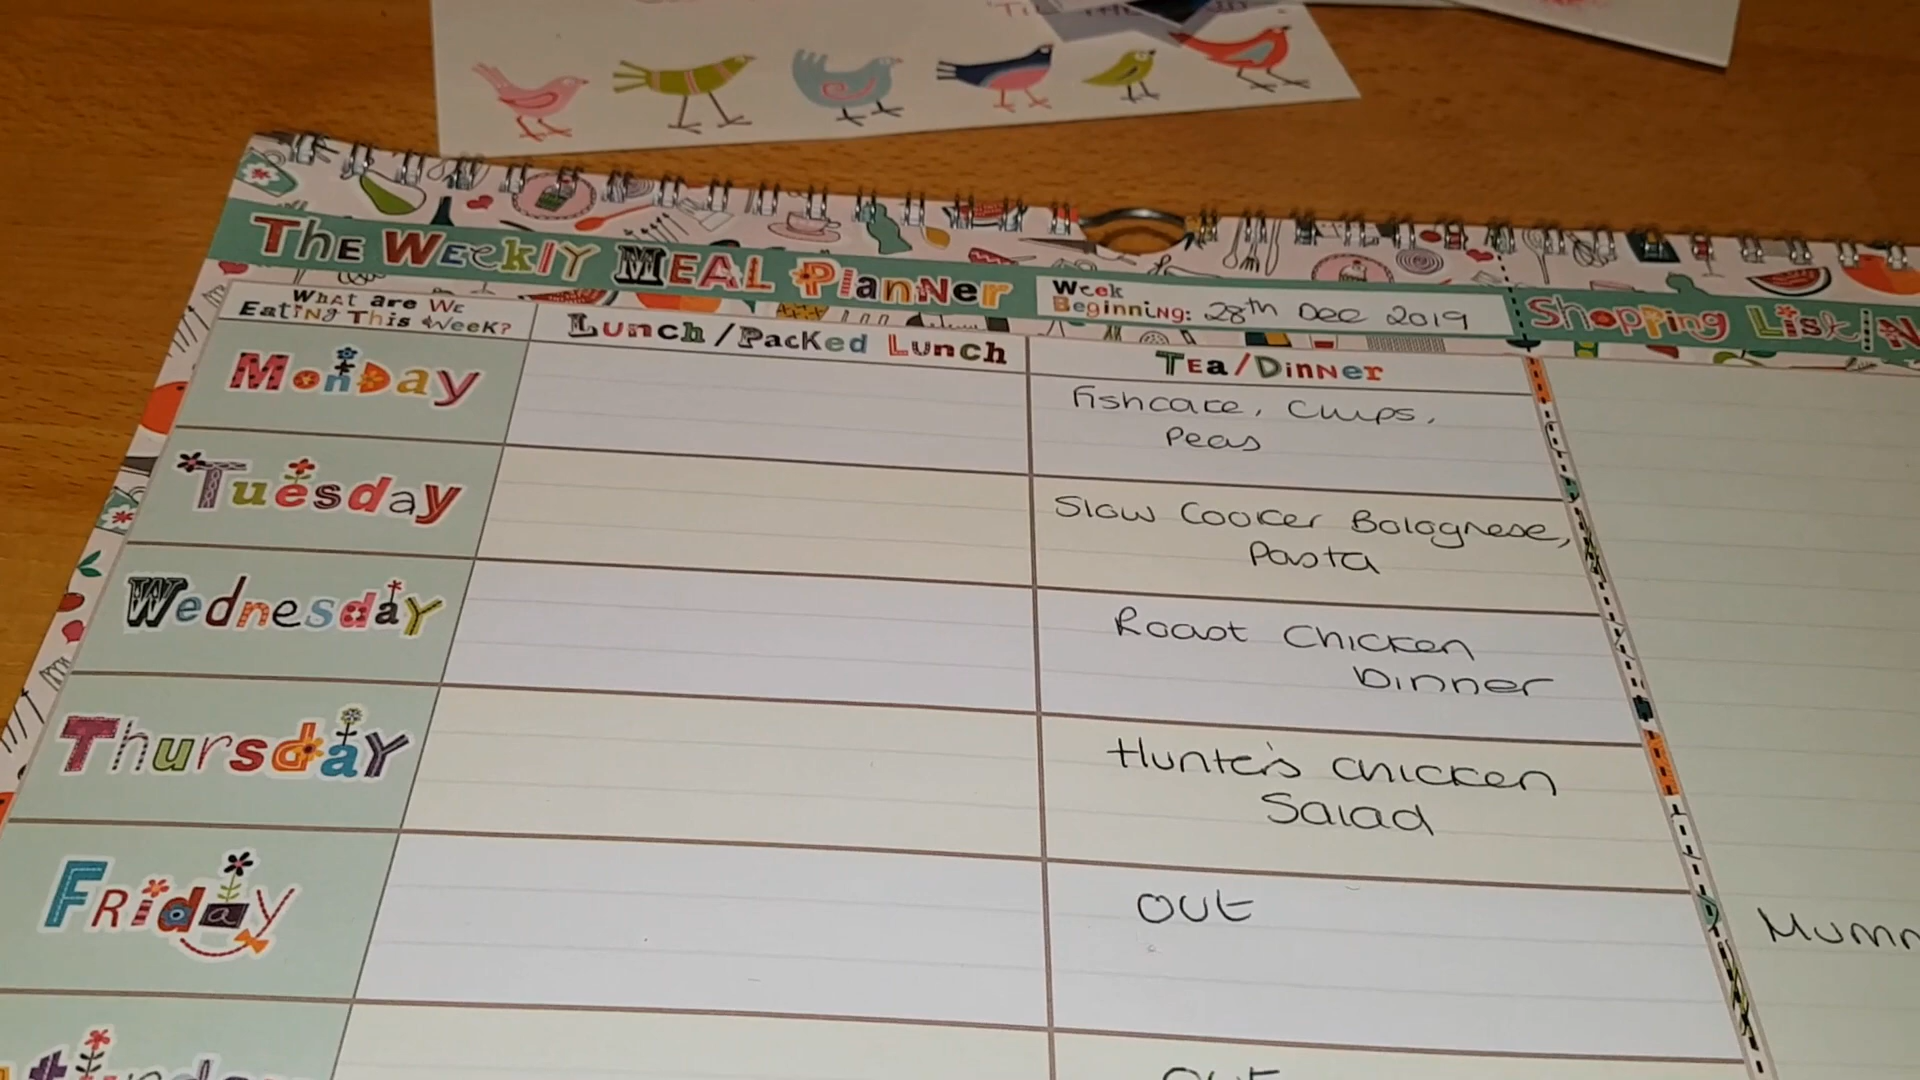 The Weekly Meal Planner
Week
Beginning: 28th Dec 2019
Shopping List/N
What are We
Eating This Week?
Lunch/Packed Lunch
Tea/Dinner
Monday
Fishcake, Chips,
Peas
Tuesday
Slow Cooker Bolognese,
Pasta
Wednesday
Roast Chicken
Dinner
Thursday
Hunter's Chicken
Salad
Friday
Out
Mumm
Out